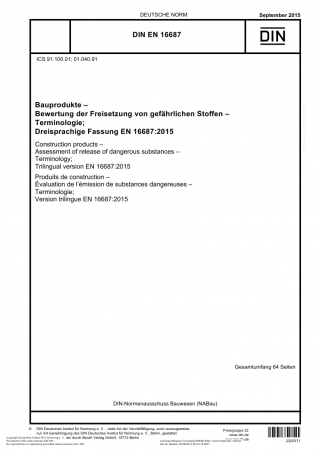 DEUTSCHE NORM
September 2015
DIN EN 16687
DIN
ICS 91.100.01; 01.040.91
Bauprodukte –
Bewertung der Freisetzung von gefährlichen Stoffen –
Terminologie;
Dreisprachige Fassung EN 16687:2015
Construction products –
Assessment of release of dangerous substances –
Terminology;
Trilingual version EN 16687:2015
Produits de construction –
Évaluation de l'émission de substances dangereuses –
Terminologie;
Version trilingue EN 16687:2015
Gesamtumfang 64 Seiten
DIN-Normenausschuss Bauwesen (NABau)
© DIN Deutsches Institut für Normung e. V. · Jede Art der Vervielfältigung, auch auszugsweise,
nur mit Genehmigung des DIN Deutsches Institut für Normung e. V., Berlin, gestattet.
Preisgruppe 22
www.din.de